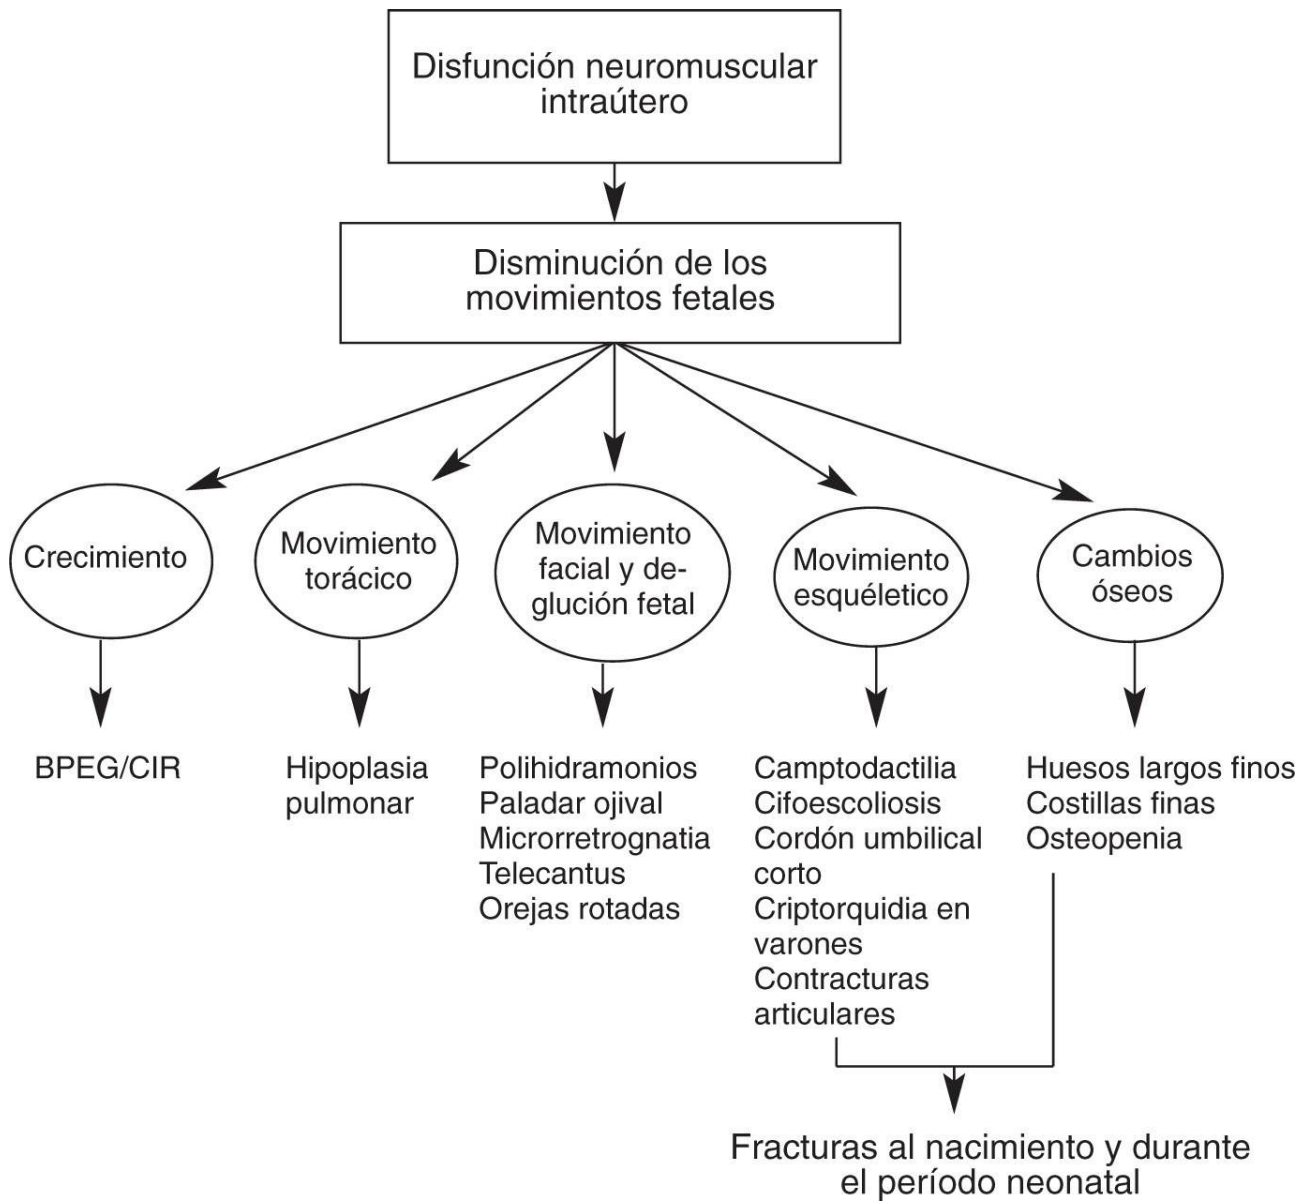 Disfunción neuromuscular
intraútero
Disminución de los
movimientos fetales
Crecimiento
Movimiento
torácico
Movimiento
facial y de-
glución fetal
Movimiento
esquéletico
Cambios
óseos
BPEG/CIR
Hipoplasia
pulmonar
Polihidramonios
Paladar ojival
Microrretrognatia
Telecantus
Orejas rotadas
Camptodactilia
Cifoescoliosis
Cordón umbilical
corto
Criptorquidia en
varones
Contracturas
articulares
Huesos largos finos
Costillas finas
Osteopenia
Fracturas al nacimiento y durante
el período neonatal